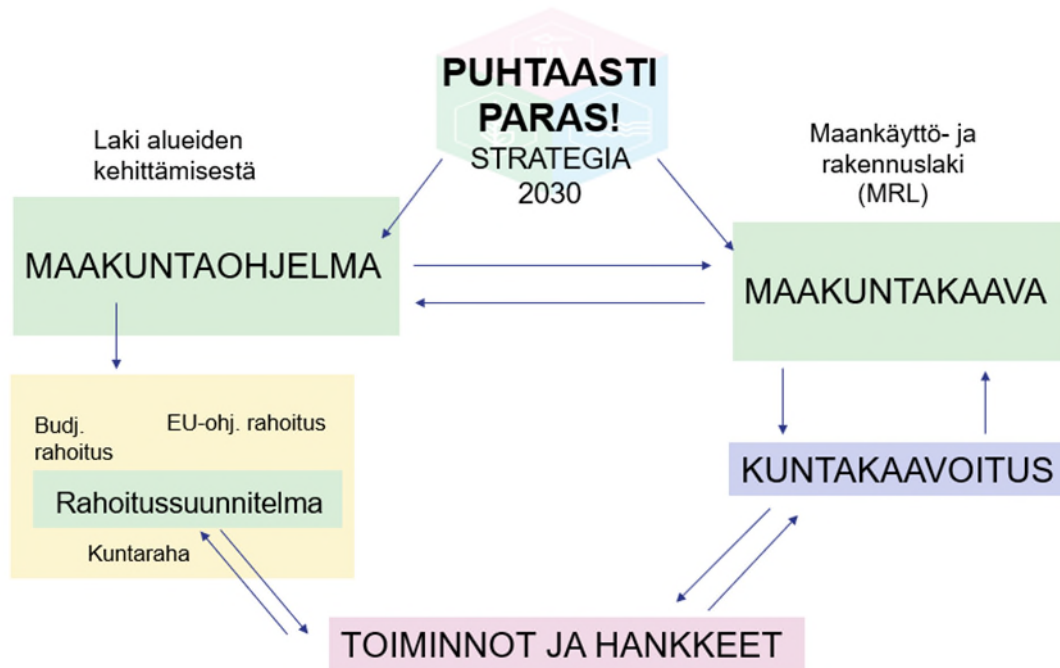 PUHTAASTI
PARAS!
STRATEGIA
2030
Laki alueiden
kehittämisestä
Maankäyttö- ja
rakennuslaki
(MRL)
MAAKUNTAOHJELMA
MAAKUNTAKAAVA
Budj.
rahoitus
EU-ohj. rahoitus
Rahoitussuunnitelma
Kuntaraha
KUNTAKAAVOITUS
TOIMINNOT JA HANKKEET